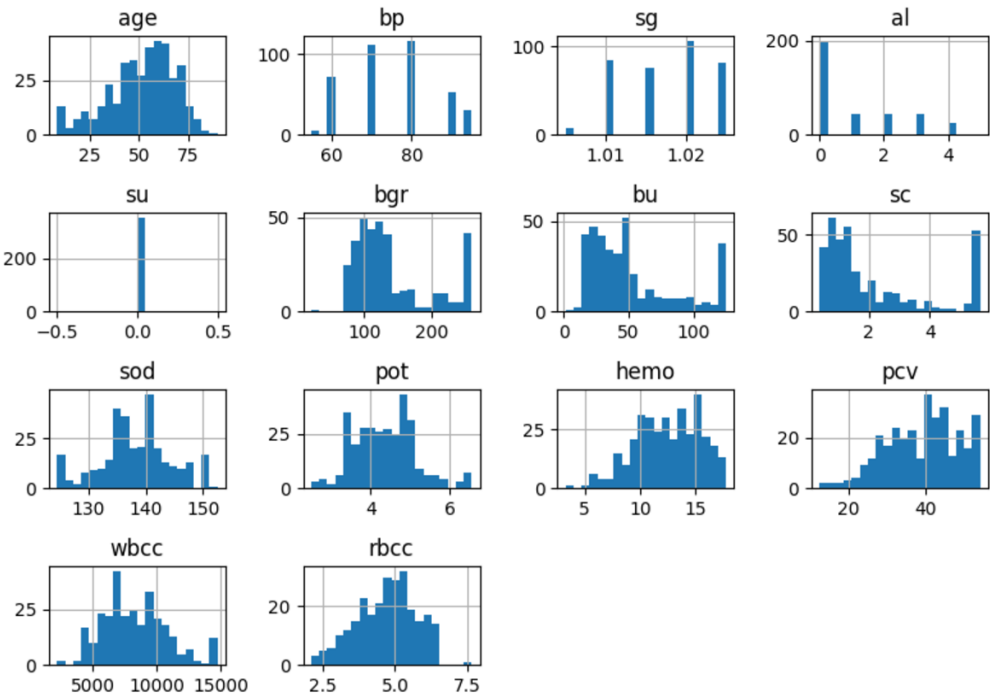 age bp sg al
25 0 25 50 75
100 0 60 80
100 0 1.01 1.02
200 0 0 2 4
su bgr bu sc
200 0 −0.5 0.0 0.5
50 0 100 200
50 0 0 50 100
50 0 2 4
sod pot hemo pcv
25 0 130 140 150
25 0 4 6
25 0 5 10 15
20 0 20 40
wbcc rbcc
25 0 5000 10000 15000
20 0 2.5 5.0 7.5